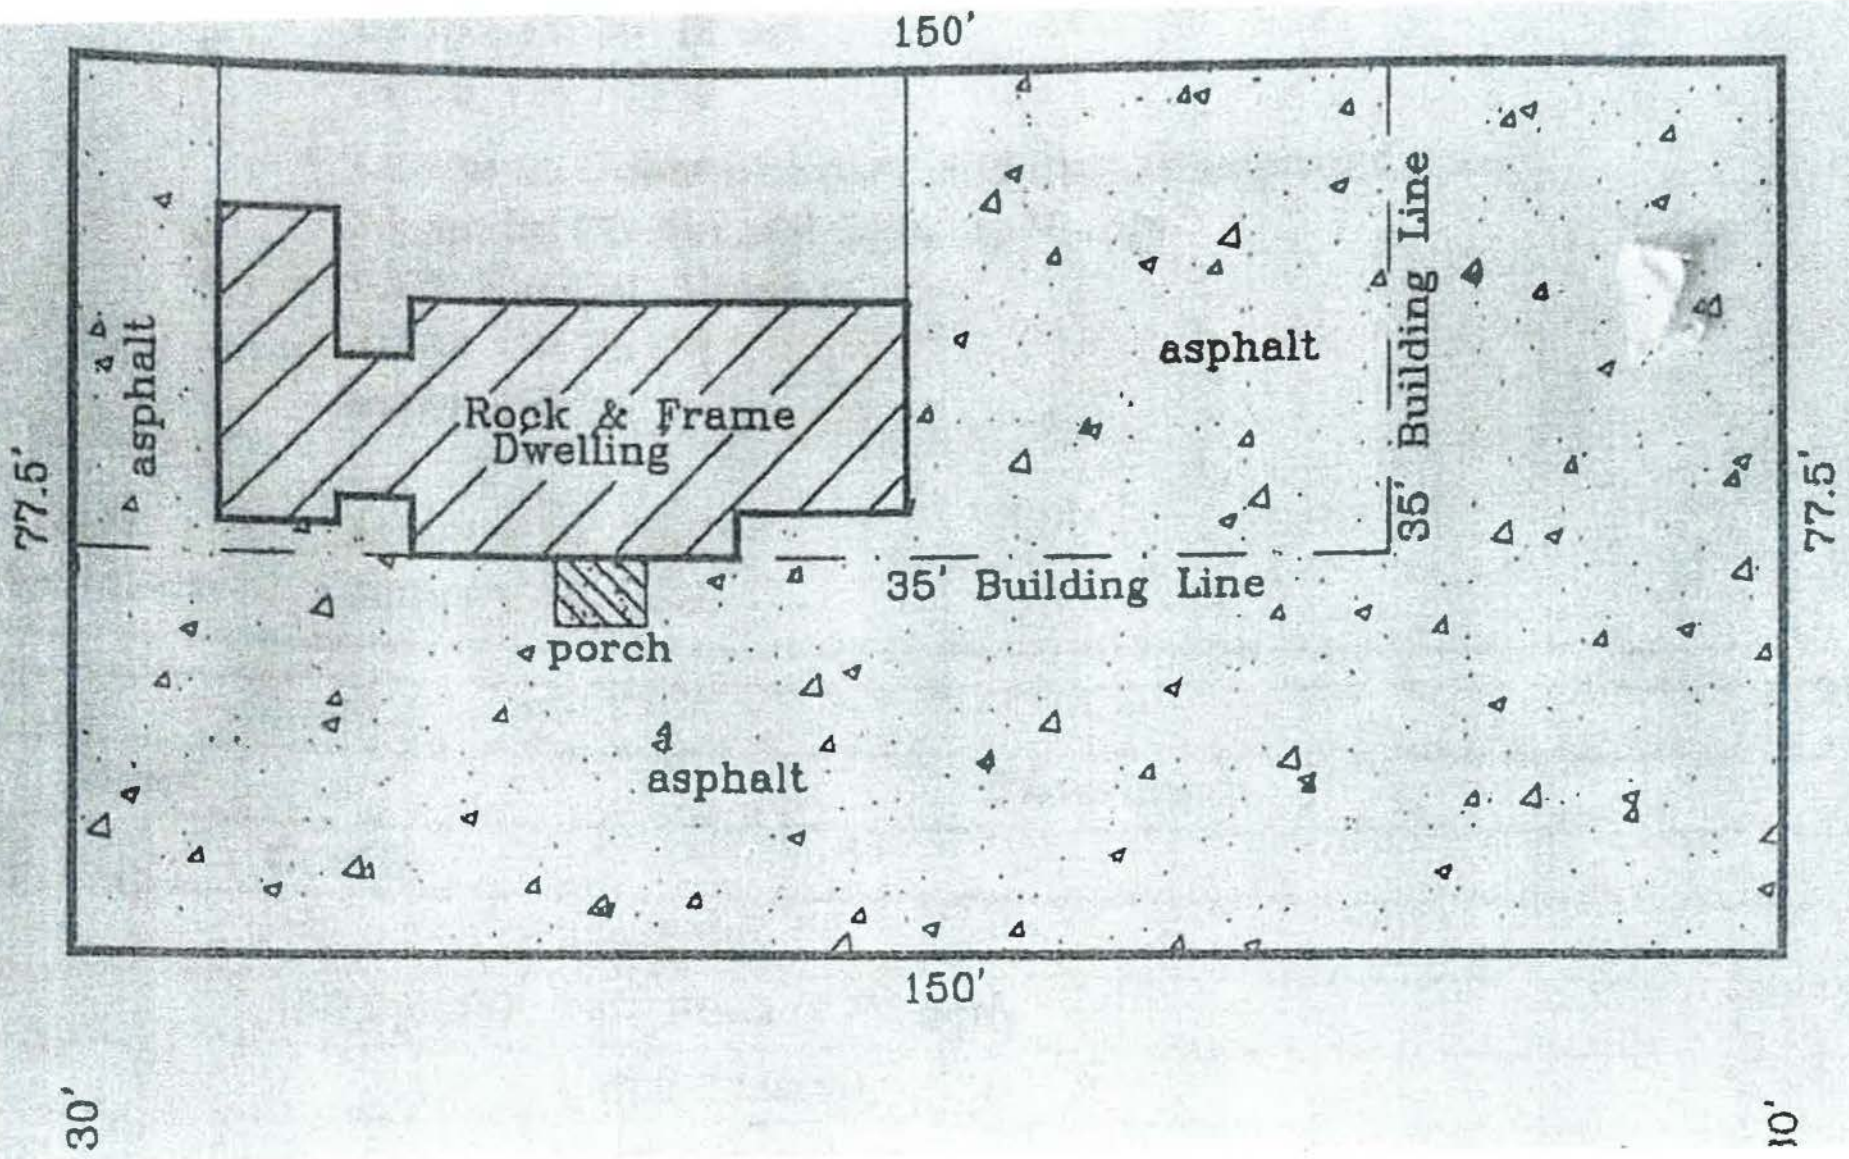 150'
asphalt
35' Building Line
asphalt
Rock & Frame
Dwelling
77.5'
77.5'
35' Building Line
porch
asphalt
150'
30'